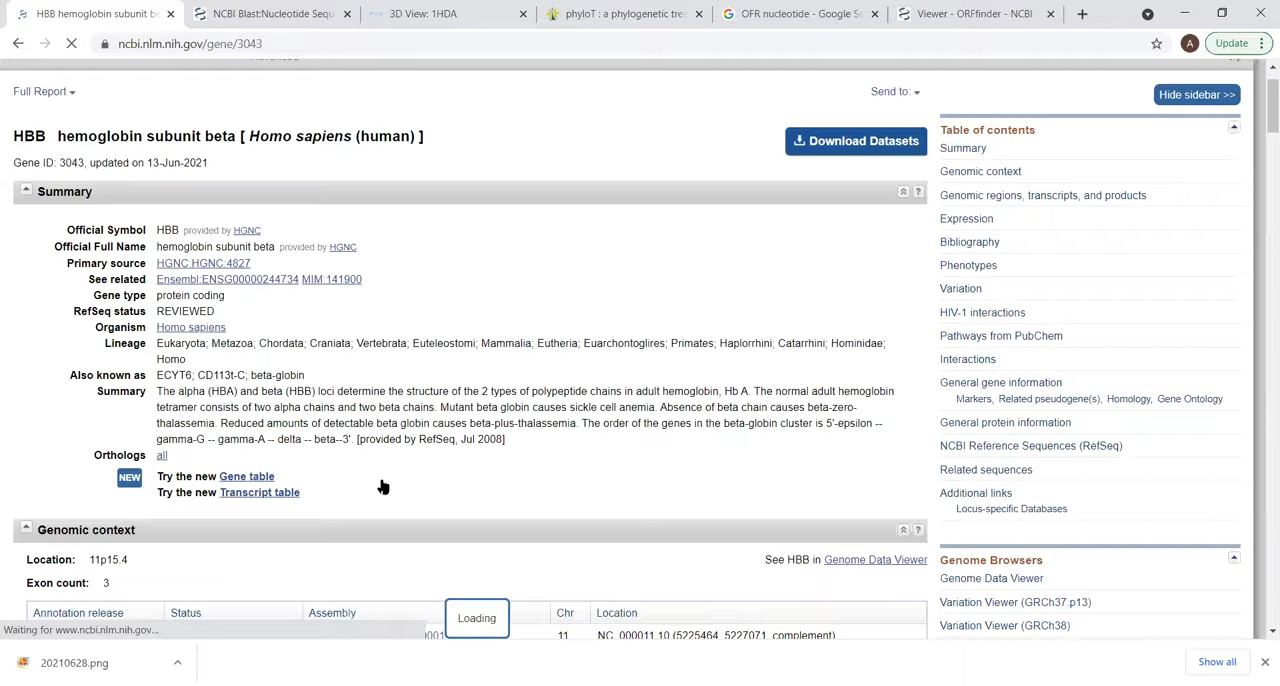 HBB hemoglobin subunit be
NCBI Blast:Nucleotide Sequ
3D View: 1HDA
phyloT : a phylogenetic tree
OFR nucleotide - Google Se
Viewer - ORFfinder - NCBI
ncbi.nlm.nih.gov/gene/3043
A
Update
Full Report
Send to:
Hide sidebar >>
HBB hemoglobin subunit beta [ Homo sapiens (human) ]
Download Datasets
Gene ID: 3043, updated on 13-Jun-2021
Summary
Official Symbol HBB provided by HGNC
Official Full Name hemoglobin subunit beta provided by HGNC
Primary source HGNC:HGNC:4827
See related Ensembl:ENSG00000244734 MIM:141900
Gene type protein coding
RefSeq status REVIEWED
Organism Homo sapiens
Lineage Eukaryota; Metazoa; Chordata; Craniata; Vertebrata; Euteleostomi; Mammalia; Eutheria; Euarchontoglires; Primates; Haplorrhini; Catarrhini; Hominidae;
Homo
Also known as ECYT6; CD113t-C; beta-globin
Summary The alpha (HBA) and beta (HBB) loci determine the structure of the 2 types of polypeptide chains in adult hemoglobin, Hb A. The normal adult hemoglobin
tetramer consists of two alpha chains and two beta chains. Mutant beta globin causes sickle cell anemia. Absence of beta chain causes beta-zero-
thalassemia. Reduced amounts of detectable beta globin causes beta-plus-thalassemia. The order of the genes in the beta-globin cluster is 5'-epsilon --
gamma-G -- gamma-A -- delta -- beta--3'. [provided by RefSeq, Jul 2008]
Orthologs all
NEW Try the new Gene table
Try the new Transcript table
Genomic context
Location: 11p15.4
See HBB in Genome Data Viewer
Exon count: 3
Annotation release Status Assembly Chr Location
Loading
11 NC_000011.10 (5225464..5227071, complement)
Table of contents
Summary
Genomic context
Genomic regions, transcripts, and products
Expression
Bibliography
Phenotypes
Variation
HIV-1 interactions
Pathways from PubChem
Interactions
General gene information
Markers, Related pseudogene(s), Homology, Gene Ontology
General protein information
NCBI Reference Sequences (RefSeq)
Related sequences
Additional links
Locus-specific Databases
Genome Browsers
Genome Data Viewer
Variation Viewer (GRCh37.p13)
Variation Viewer (GRCh38)
Waiting for www.ncbi.nlm.nih.gov...
20210628.png
Show all